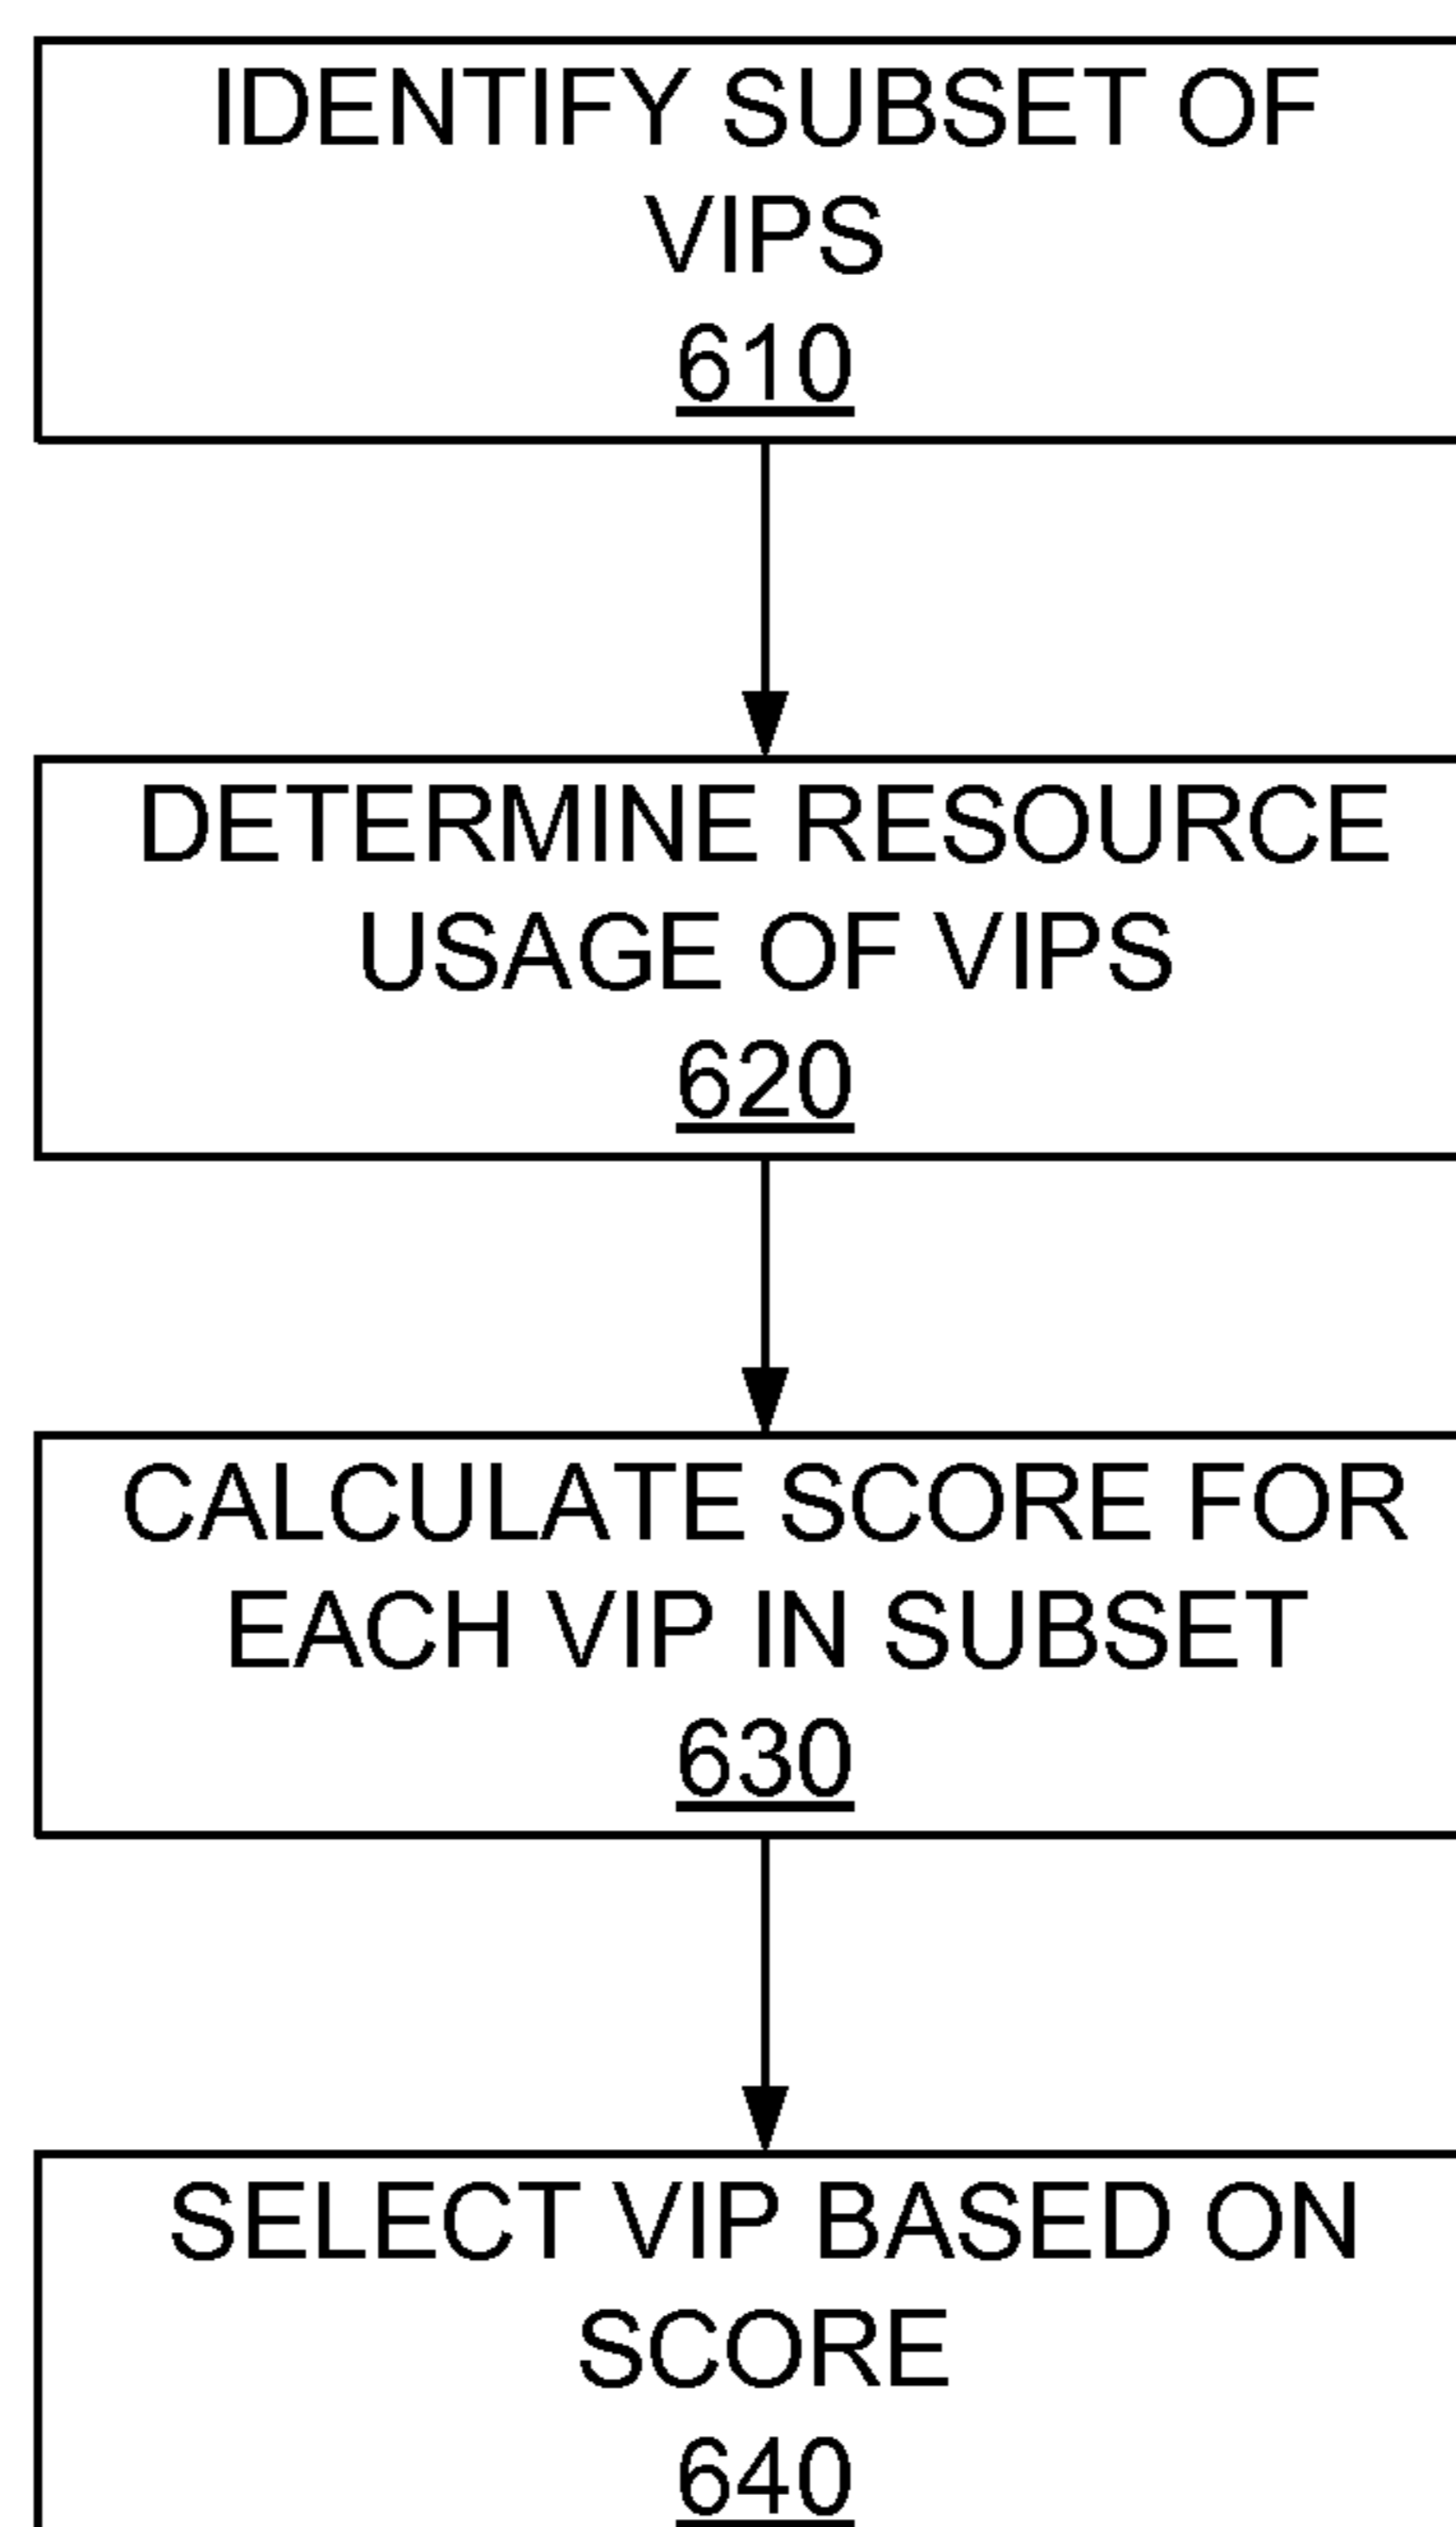 IDENTIFY SUBSET OF
VIPS
610
DETERMINE RESOURCE
USAGE OF VIPS
620
CALCULATE SCORE FOR
EACH VIP IN SUBSET
630
SELECT VIP BASED ON
SCORE
640